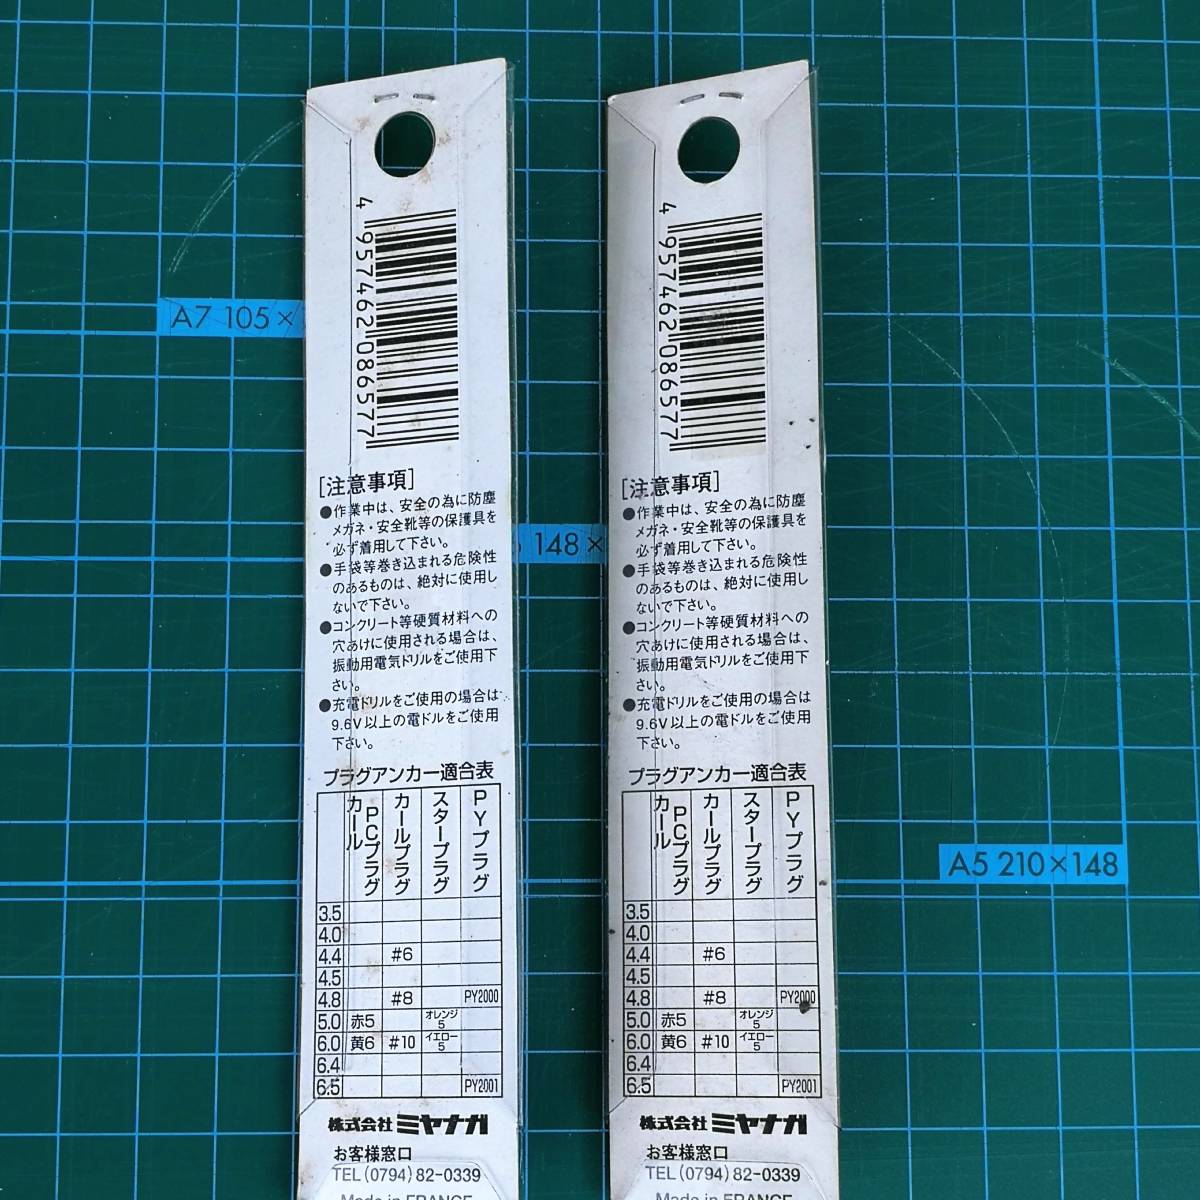 4 957462 086577
[注意事項]
●作業中は、安全の為に防塵
メガネ・安全靴等の保護具を
必ず着用して下さい。
●手袋等巻き込まれる危険性
のあるものは、絶対に使用し
ないで下さい。
●コンクリート等硬質材料への
穴あけに使用される場合は、
振動用電気ドリルをご使用下
さい。
●充電ドリルをご使用の場合は
9.6V以上の電ドルをご使用
下さい。
プラグアンカー適合表
カール PCプラグ カールプラグ スタープラグ PYプラグ
3.5
4.0
4.4 #6
4.5
4.8 #8 PY2000
5.0 赤5 オレンジ5
6.0 黄6 #10 イエロー5
6.4
6.5 PY2001
株式会社 ミヤナガ
お客様窓口
TEL(0794)82-0339
Made in FRANCE
4 957462 086577
[注意事項]
●作業中は、安全の為に防塵
メガネ・安全靴等の保護具を
必ず着用して下さい。
●手袋等巻き込まれる危険性
のあるものは、絶対に使用し
ないで下さい。
●コンクリート等硬質材料への
穴あけに使用される場合は、
振動用電気ドリルをご使用下
さい。
●充電ドリルをご使用の場合は
9.6V以上の電ドルをご使用
下さい。
プラグアンカー適合表
カール PCプラグ カールプラグ スタープラグ PYプラグ
3.5
4.0
4.4 #6
4.5
4.8 #8 PY2000
5.0 赤5 オレンジ5
6.0 黄6 #10 イエロー5
6.4
6.5 PY2001
株式会社 ミヤナガ
お客様窓口
TEL(0794)82-0339
Made in FRANCE
A7 105×
148×
A5 210×148